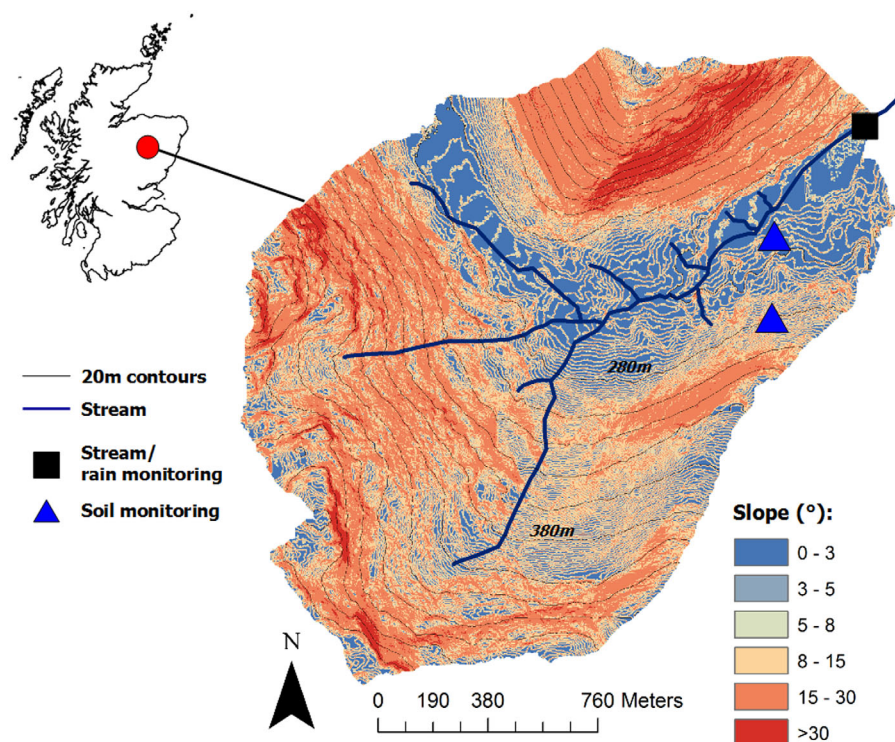 20m contours
Stream
Stream/
rain monitoring
Soil monitoring
280m
380m
N
0 190 380 760 Meters
Slope (°):
0 - 3
3 - 5
5 - 8
8 - 15
15 - 30
>30